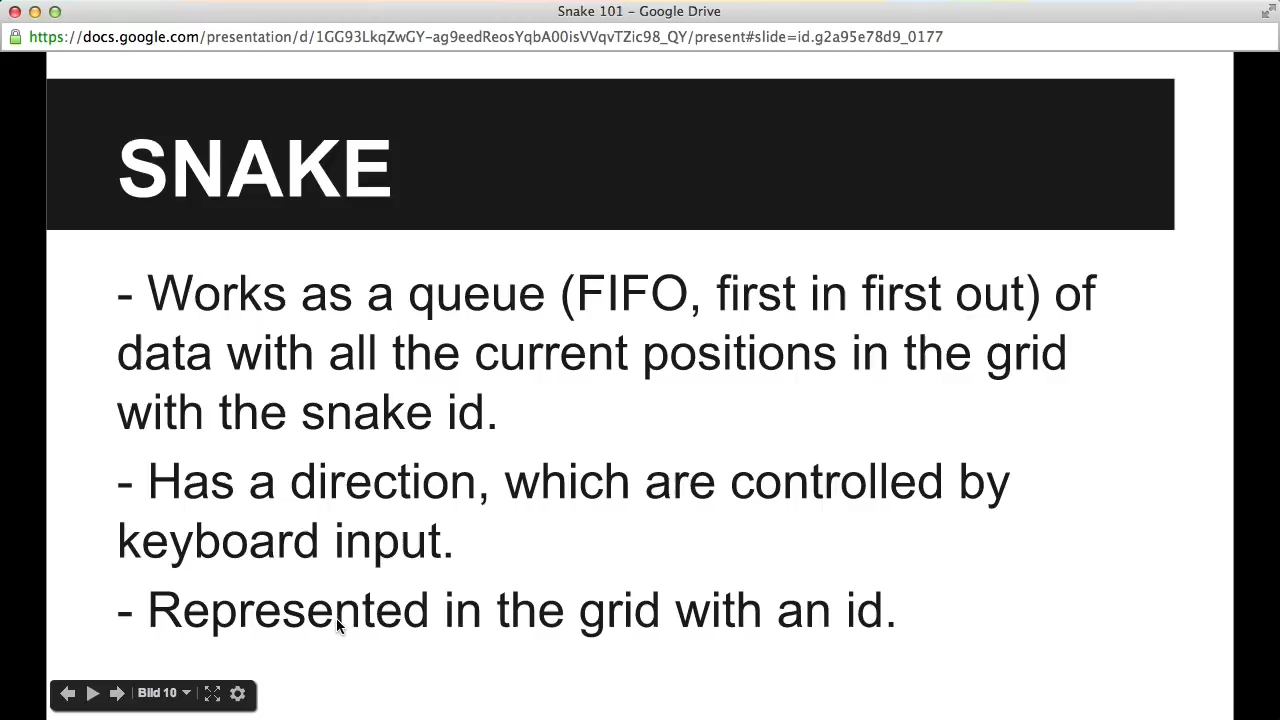 Snake 101 – Google Drive
https://docs.google.com/presentation/d/1GG93LkqZwGY-ag9eedReosYqbA00isVVqvTZic98_QY/present#slide=id.g2a95e78d9_0177
SNAKE
- Works as a queue (FIFO, first in first out) of
data with all the current positions in the grid
with the snake id.
- Has a direction, which are controlled by
keyboard input.
- Represented in the grid with an id.
Bild 10